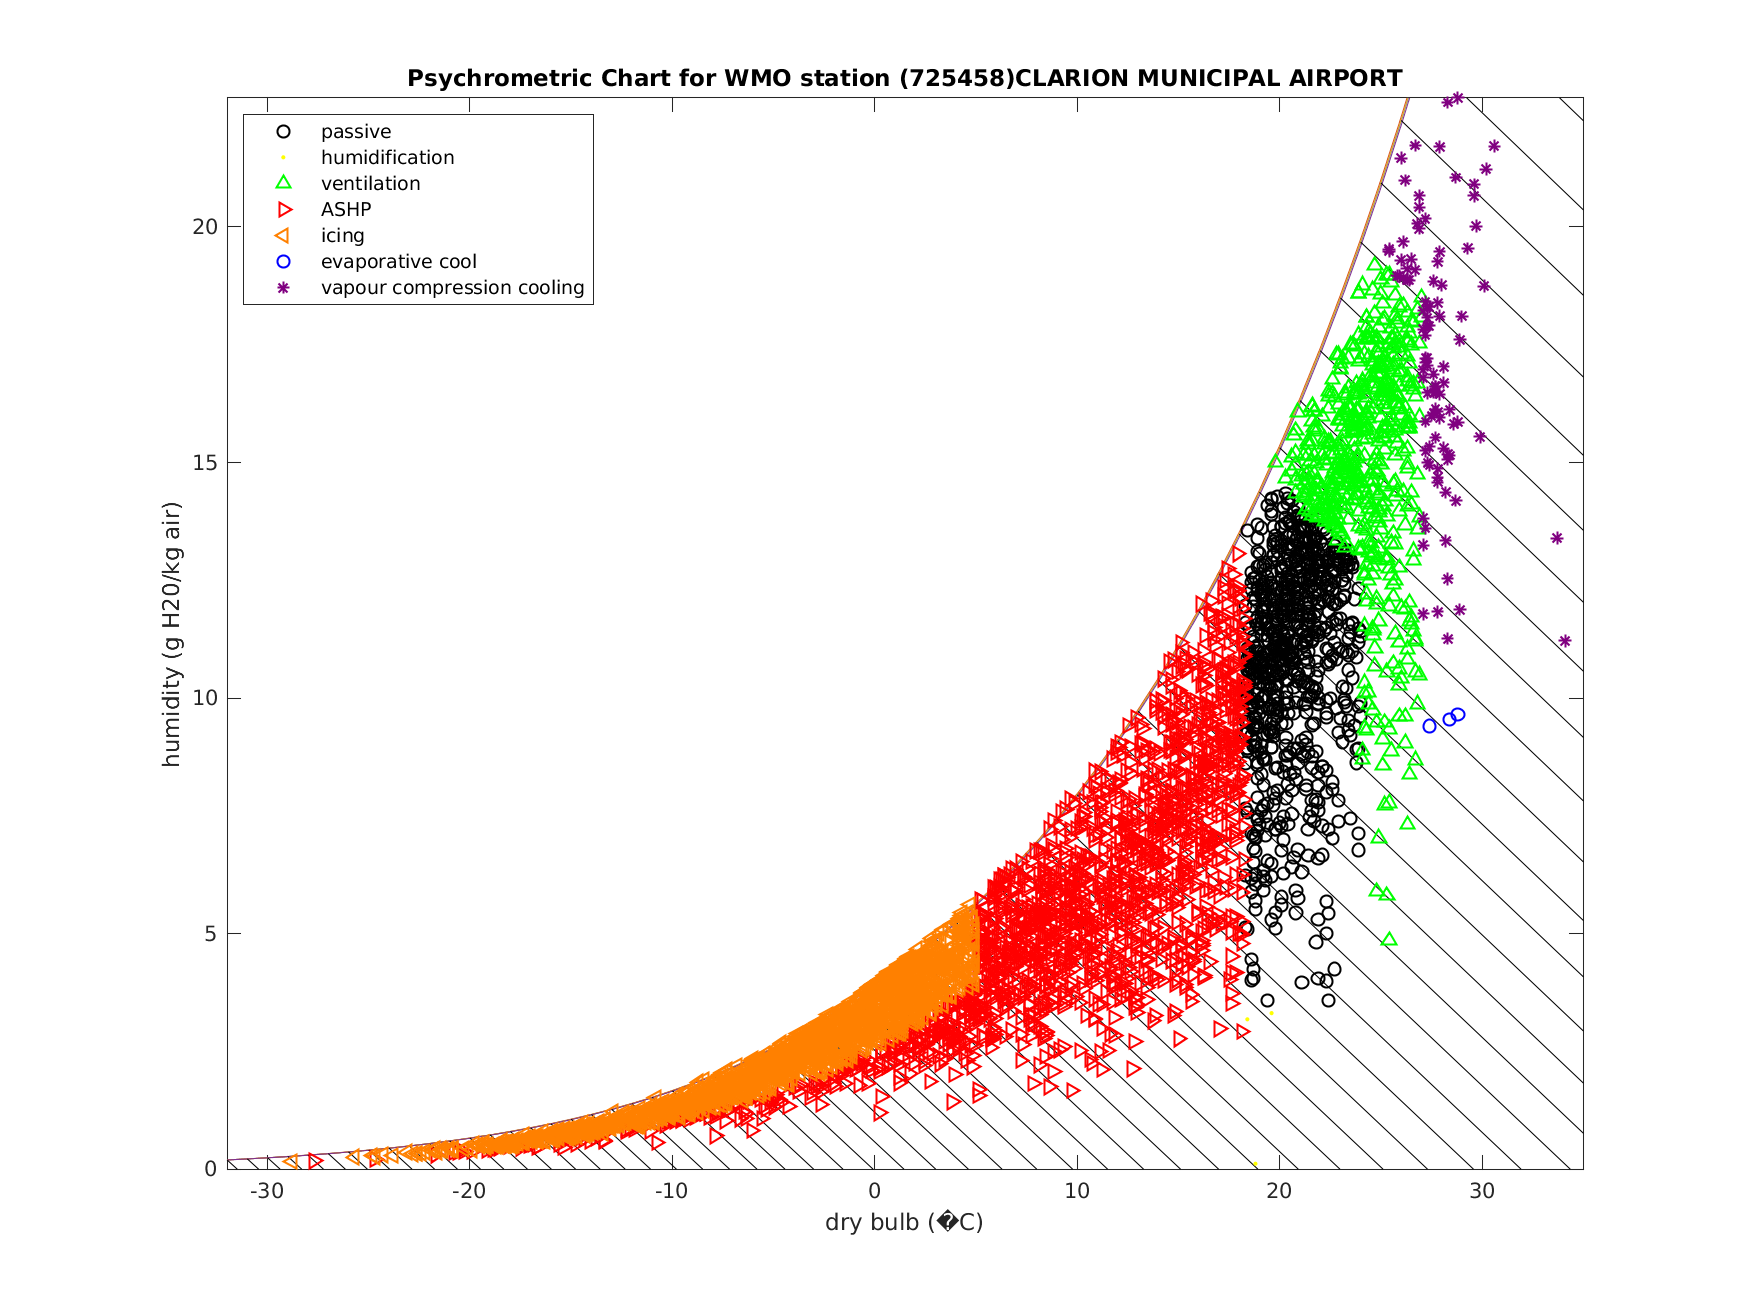 Psychrometric Chart for WMO station (725458)CLARION MUNICIPAL AIRPORT
passive
humidification
ventilation
ASHP
icing
evaporative cool
vapour compression cooling
humidity (g H20/kg air)
20
15
10
5
0
-30 -20 -10 0 10 20 30
dry bulb (�C)